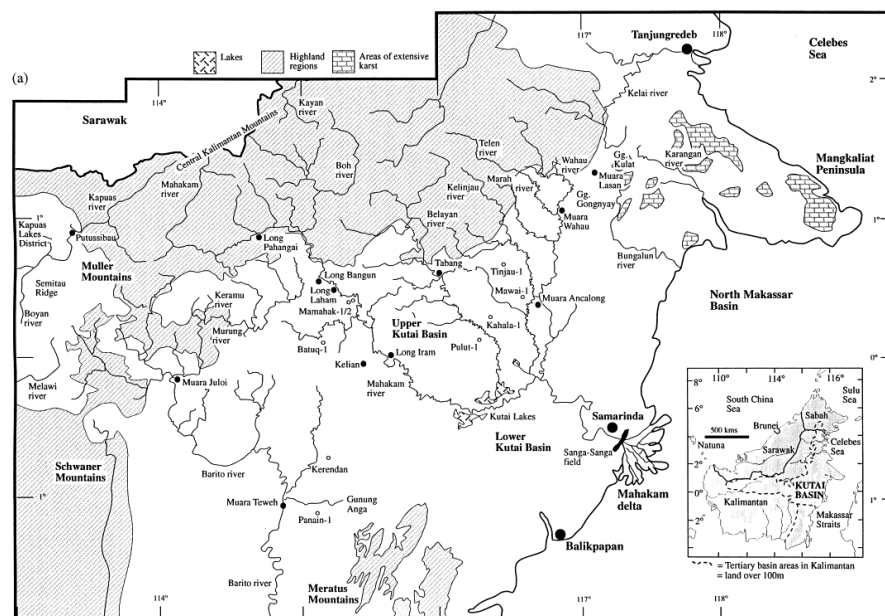 (a)
Lakes
Highland
regions
Areas of extensive
karst
117°
118°
114°
2°
1°
0°
1°
1°
1°
114°
117°
118°
Tanjungredeb
Celebes
Sea
Sarawak
Kayan
river
Central Kalimantan Mountains
Kelai river
Mahakam
river
Boh
river
Telen
river
Wahau
river
Gg.
Kulat
Karangan
river
Mangkaliat
Peninsula
Kapuas
river
Kelinjau
river
Marah
river
Muara
Lasan
Gg.
Gongnyay
Kapuas
Lakes
District
Putussibau
Belayan
river
Muara
Wahau
Long
Pahangai
Muller
Mountains
Bungalun
river
Semitau
Ridge
Long Bangun
Tabang
Tinjau-1
Boyan
river
Keramu
river
Long
Laham
Mawai-1
North Makassar
Basin
Mamahak-1/2
Muara Ancalong
Murung
river
Upper
Kutai Basin
Kahala-1
Batuq-1
Pulut-1
Long Iram
Kelian
Melawi
river
Muara Juloi
Mahakam
river
Kutai Lakes
Samarinda
Lower
Kutai Basin
Sanga-Sanga
field
Schwaner
Mountains
Barito river
Kerendan
Mahakam
delta
Muara Teweh
Gunung
Anga
Panain-1
Balikpapan
Barito river
Meratus
Mountains
110°
114°
116°
8°
6°
4°
2°
0°
2°
South China
Sea
Sulu
Sea
500 kms
Brunei
Sabah
Natuna
Sarawak
Celebes
Sea
KUTAI
BASIN
Kalimantan
Makassar
Straits
= Tertiary basin areas in Kalimantan
= land over 100m